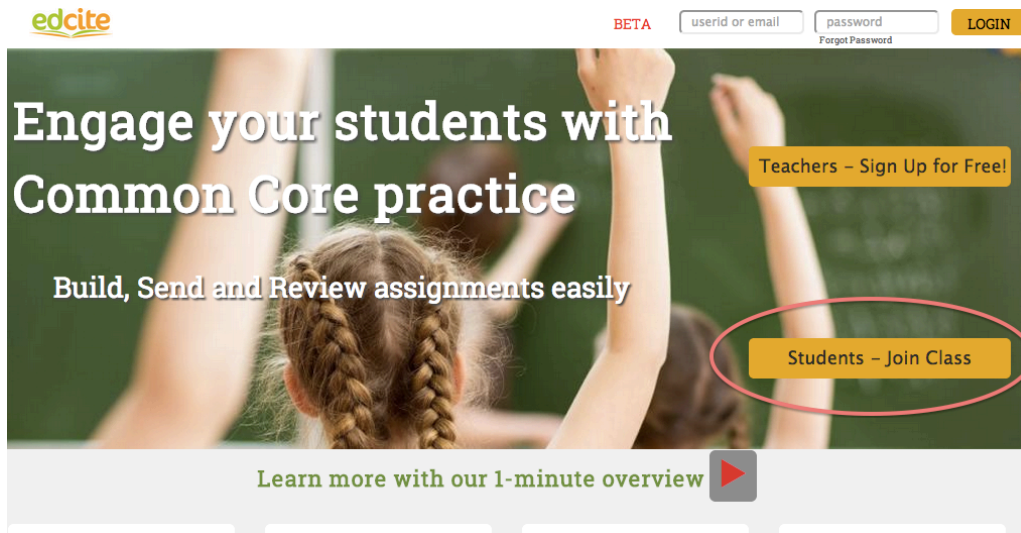 edcite
BETA
userid or email
password
LOGIN
Forgot Password
Engage your students with
Common Core practice
Teachers – Sign Up for Free!
Build, Send and Review assignments easily
Students – Join Class
Learn more with our 1-minute overview